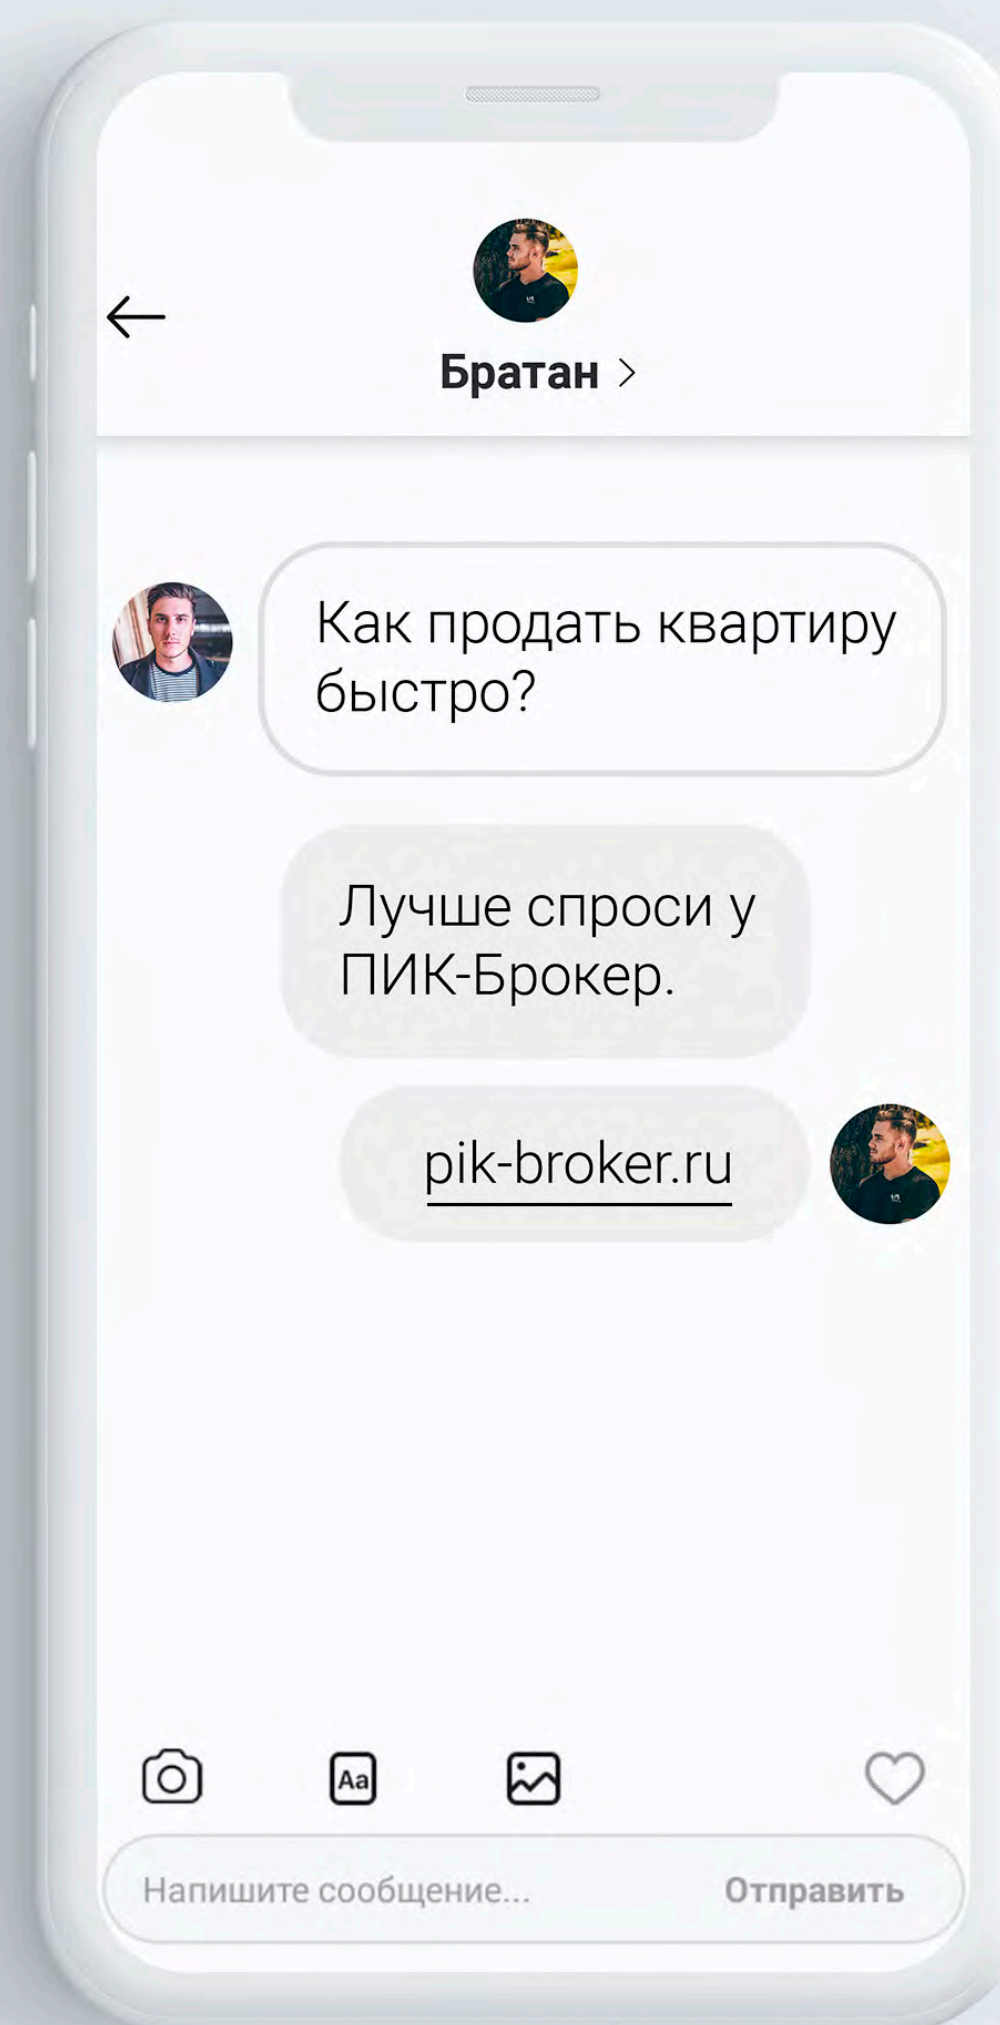 Братан
Как продать квартиру
быстро?
Лучше спроси у
ПИК-Брокер.
pik-broker.ru
Aa
Напишите сообщение... Отправить